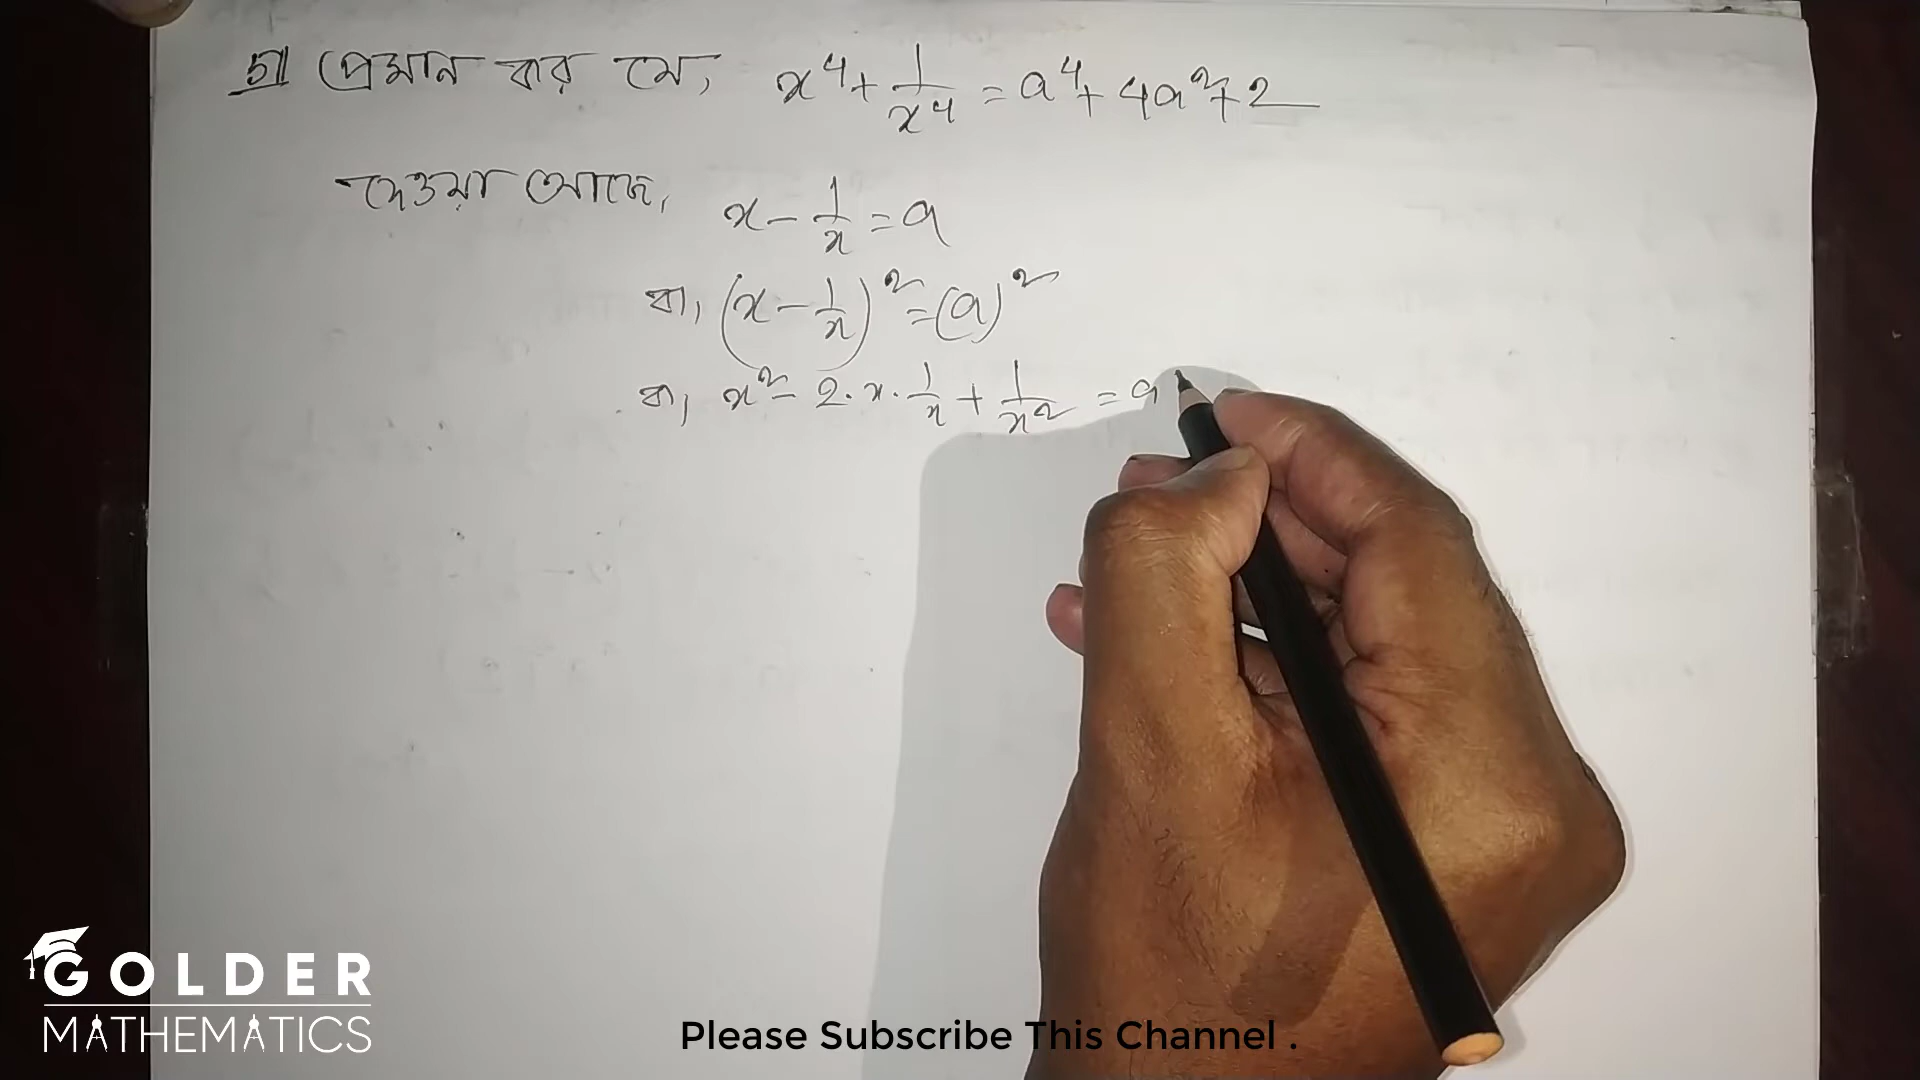 গ। প্রমান কর যে, x⁴ + 1/x⁴ = a⁴ + 4a² + 2
দেওয়া আছে, x - 1/x = a
বা, (x - 1/x)² = (a)²
বা, x² - 2·x·1/x + 1/x² = a
GOLDER
MATHEMATICS
Please Subscribe This Channel .